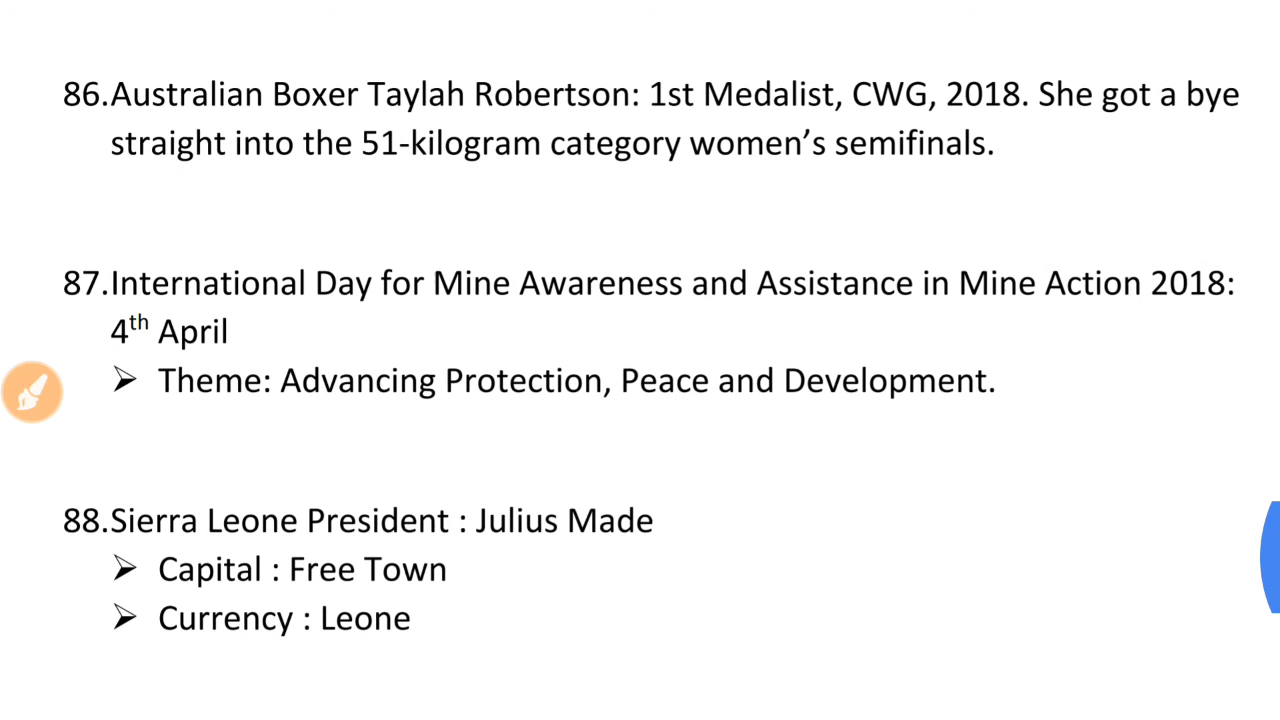 86.Australian Boxer Taylah Robertson: 1st Medalist, CWG, 2018. She got a bye
straight into the 51-kilogram category women’s semifinals.
87.International Day for Mine Awareness and Assistance in Mine Action 2018:
4th April
➢ Theme: Advancing Protection, Peace and Development.
88.Sierra Leone President : Julius Made
➢ Capital : Free Town
➢ Currency : Leone